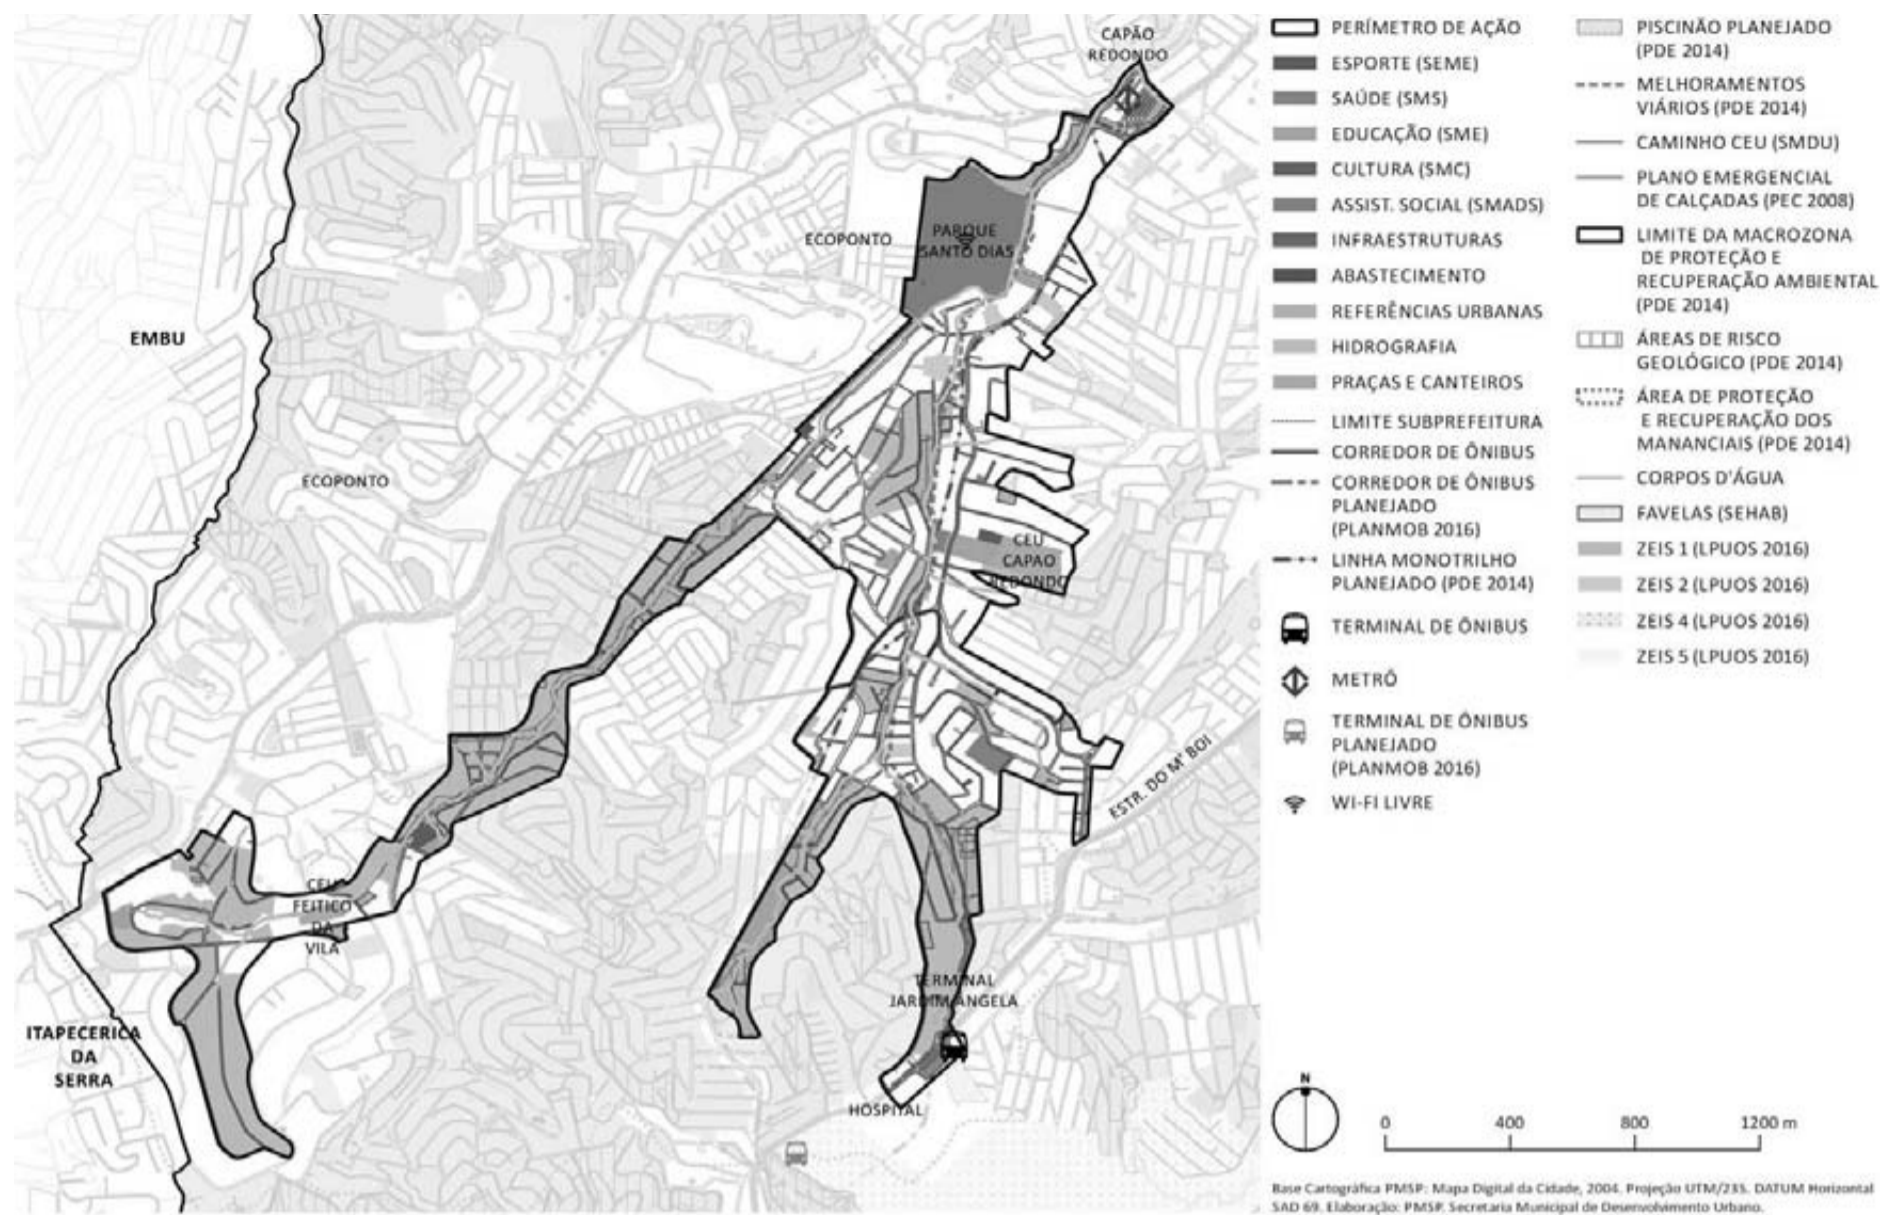 CAPÃO
REDONDO
ECOPONTO
PARQUE
SANTO DIAS
EMBU
ECOPONTO
CEU
CAPAO
REDONDO
ESTR. DO M' BOI
CEU
FEITICO
DA
VILA
TERMINAL
JARDIM ANGELA
ITAPECERICA
DA
SERRA
HOSPITAL
PERÍMETRO DE AÇÃO
ESPORTE (SEME)
SAÚDE (SMS)
EDUCAÇÃO (SME)
CULTURA (SMC)
ASSIST. SOCIAL (SMADS)
INFRAESTRUTURAS
ABASTECIMENTO
REFERÊNCIAS URBANAS
HIDROGRAFIA
PRAÇAS E CANTEIROS
LIMITE SUBPREFEITURA
CORREDOR DE ÔNIBUS
CORREDOR DE ÔNIBUS
PLANEJADO
(PLANMOB 2016)
LINHA MONOTRILHO
PLANEJADO (PDE 2014)
TERMINAL DE ÔNIBUS
METRÔ
TERMINAL DE ÔNIBUS
PLANEJADO
(PLANMOB 2016)
WI-FI LIVRE
PISCINÃO PLANEJADO
(PDE 2014)
MELHORAMENTOS
VIÁRIOS (PDE 2014)
CAMINHO CEU (SMDU)
PLANO EMERGENCIAL
DE CALÇADAS (PEC 2008)
LIMITE DA MACROZONA
DE PROTEÇÃO E
RECUPERAÇÃO AMBIENTAL
(PDE 2014)
ÁREAS DE RISCO
GEOLÓGICO (PDE 2014)
ÁREA DE PROTEÇÃO
E RECUPERAÇÃO DOS
MANANCIAIS (PDE 2014)
CORPOS D'ÁGUA
FAVELAS (SEHAB)
ZEIS 1 (LPUOS 2016)
ZEIS 2 (LPUOS 2016)
ZEIS 4 (LPUOS 2016)
ZEIS 5 (LPUOS 2016)
N
0 400 800 1200 m
Base Cartográfica PMSP: Mapa Digital da Cidade, 2004. Projeção UTM/23S. DATUM Horizontal
SAD 69. Elaboração: PMSP. Secretaria Municipal de Desenvolvimento Urbano.